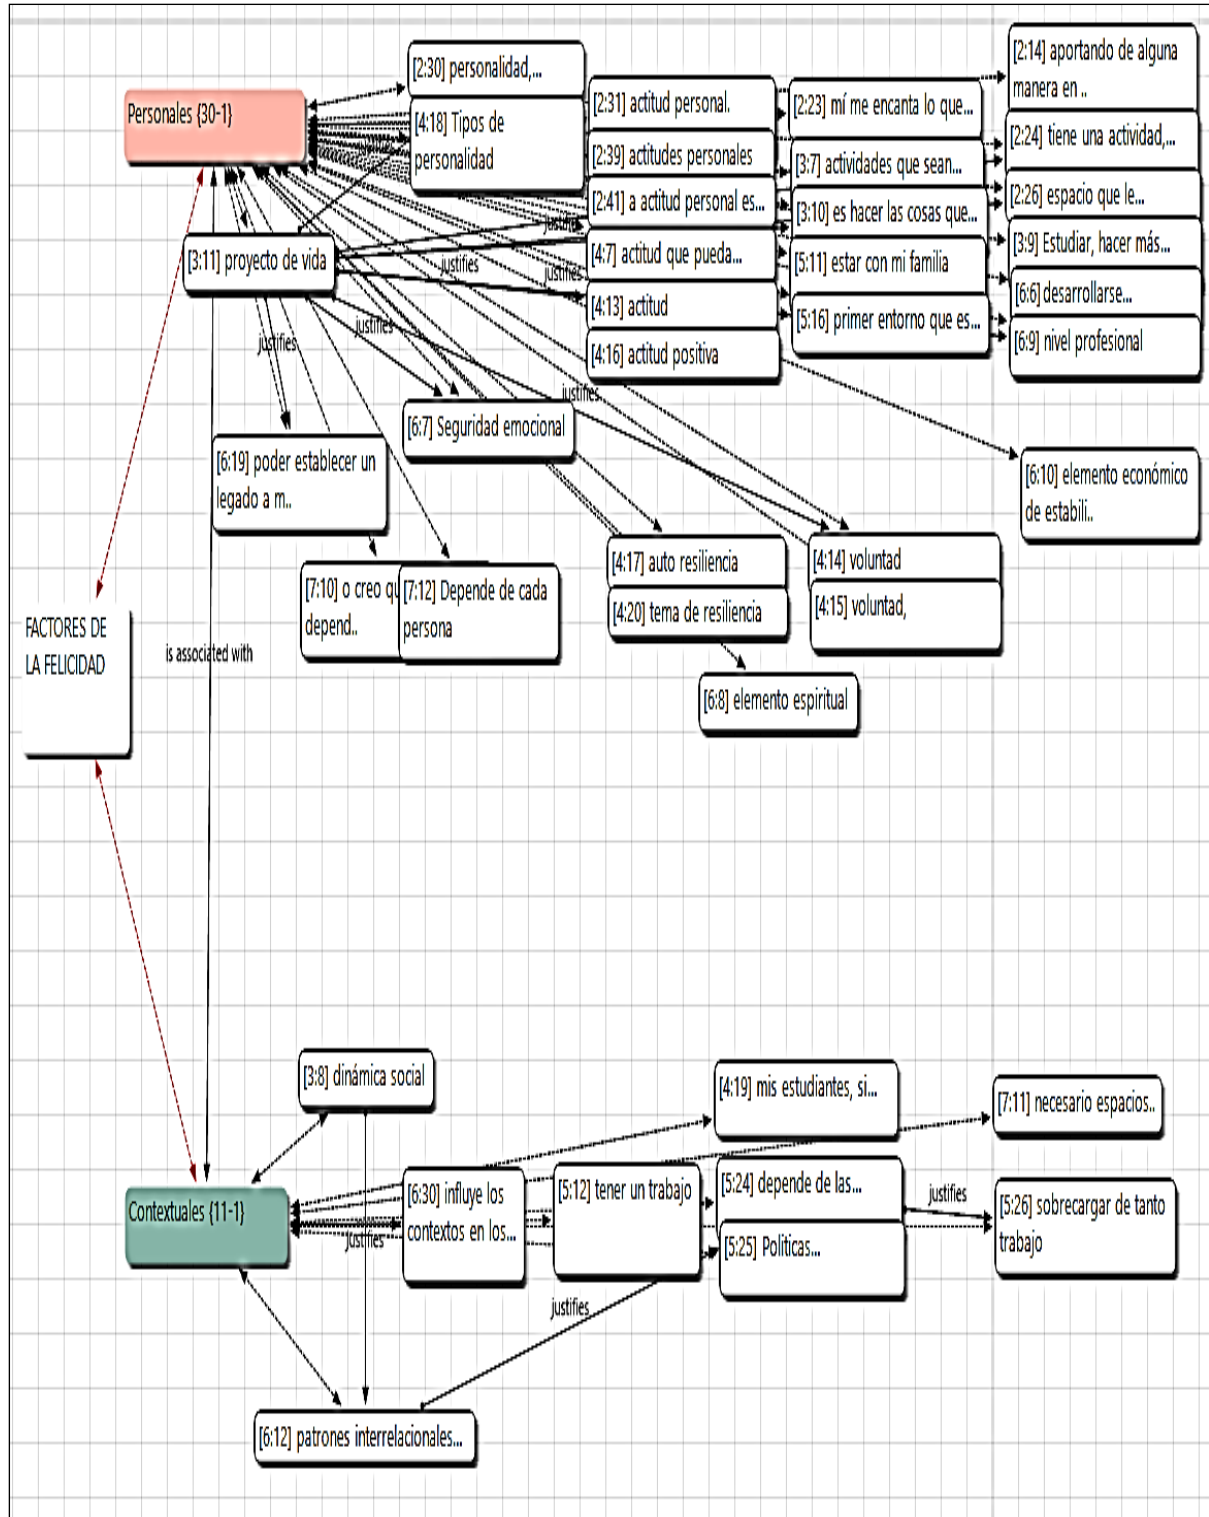 [2:30] personalidad,...
[4:18] Tipos de
personalidad
[2:31] actitud personal.
[2:39] actitudes personales
[2:41] a actitud personal es...
[4:7] actitud que pueda...
[4:13] actitud
[4:16] actitud positiva
[2:23] mí me encanta lo que...
[3:7] actividades que sean...
[3:10] es hacer las cosas que...
[5:11] estar con mi familia
[5:16] primer entorno que es...
[2:14] aportando de alguna
manera en ..
[2:24] tiene una actividad,...
[2:26] espacio que le...
[3:9] Estudiar, hacer más...
[6:6] desarrollarse...
[6:9] nivel profesional
Personales {30-1}
[3:11] proyecto de vida
justifies
justifies
justifies
justifies
justifies
justifies
[6:7] Seguridad emocional
[6:19] poder establecer un
legado a m..
[6:10] elemento económico
de estabili..
[7:10] o creo qu
depend..
[7:12] Depende de cada
persona
[4:17] auto resiliencia
[4:20] tema de resiliencia
[4:14] voluntad
[4:15] voluntad,
[6:8] elemento espiritual
FACTORES DE
LA FELICIDAD
is associated with
[3:8] dinámica social
[4:19] mis estudiantes, si...
[7:11] necesario espacios..
Contextuales {11-1}
justifies
[6:30] influye los
contextos en los...
[5:12] tener un trabajo
[5:24] depende de las...
[5:25] Politicas...
justifies
[5:26] sobrecargar de tanto
trabajo
justifies
[6:12] patrones interrelacionales...